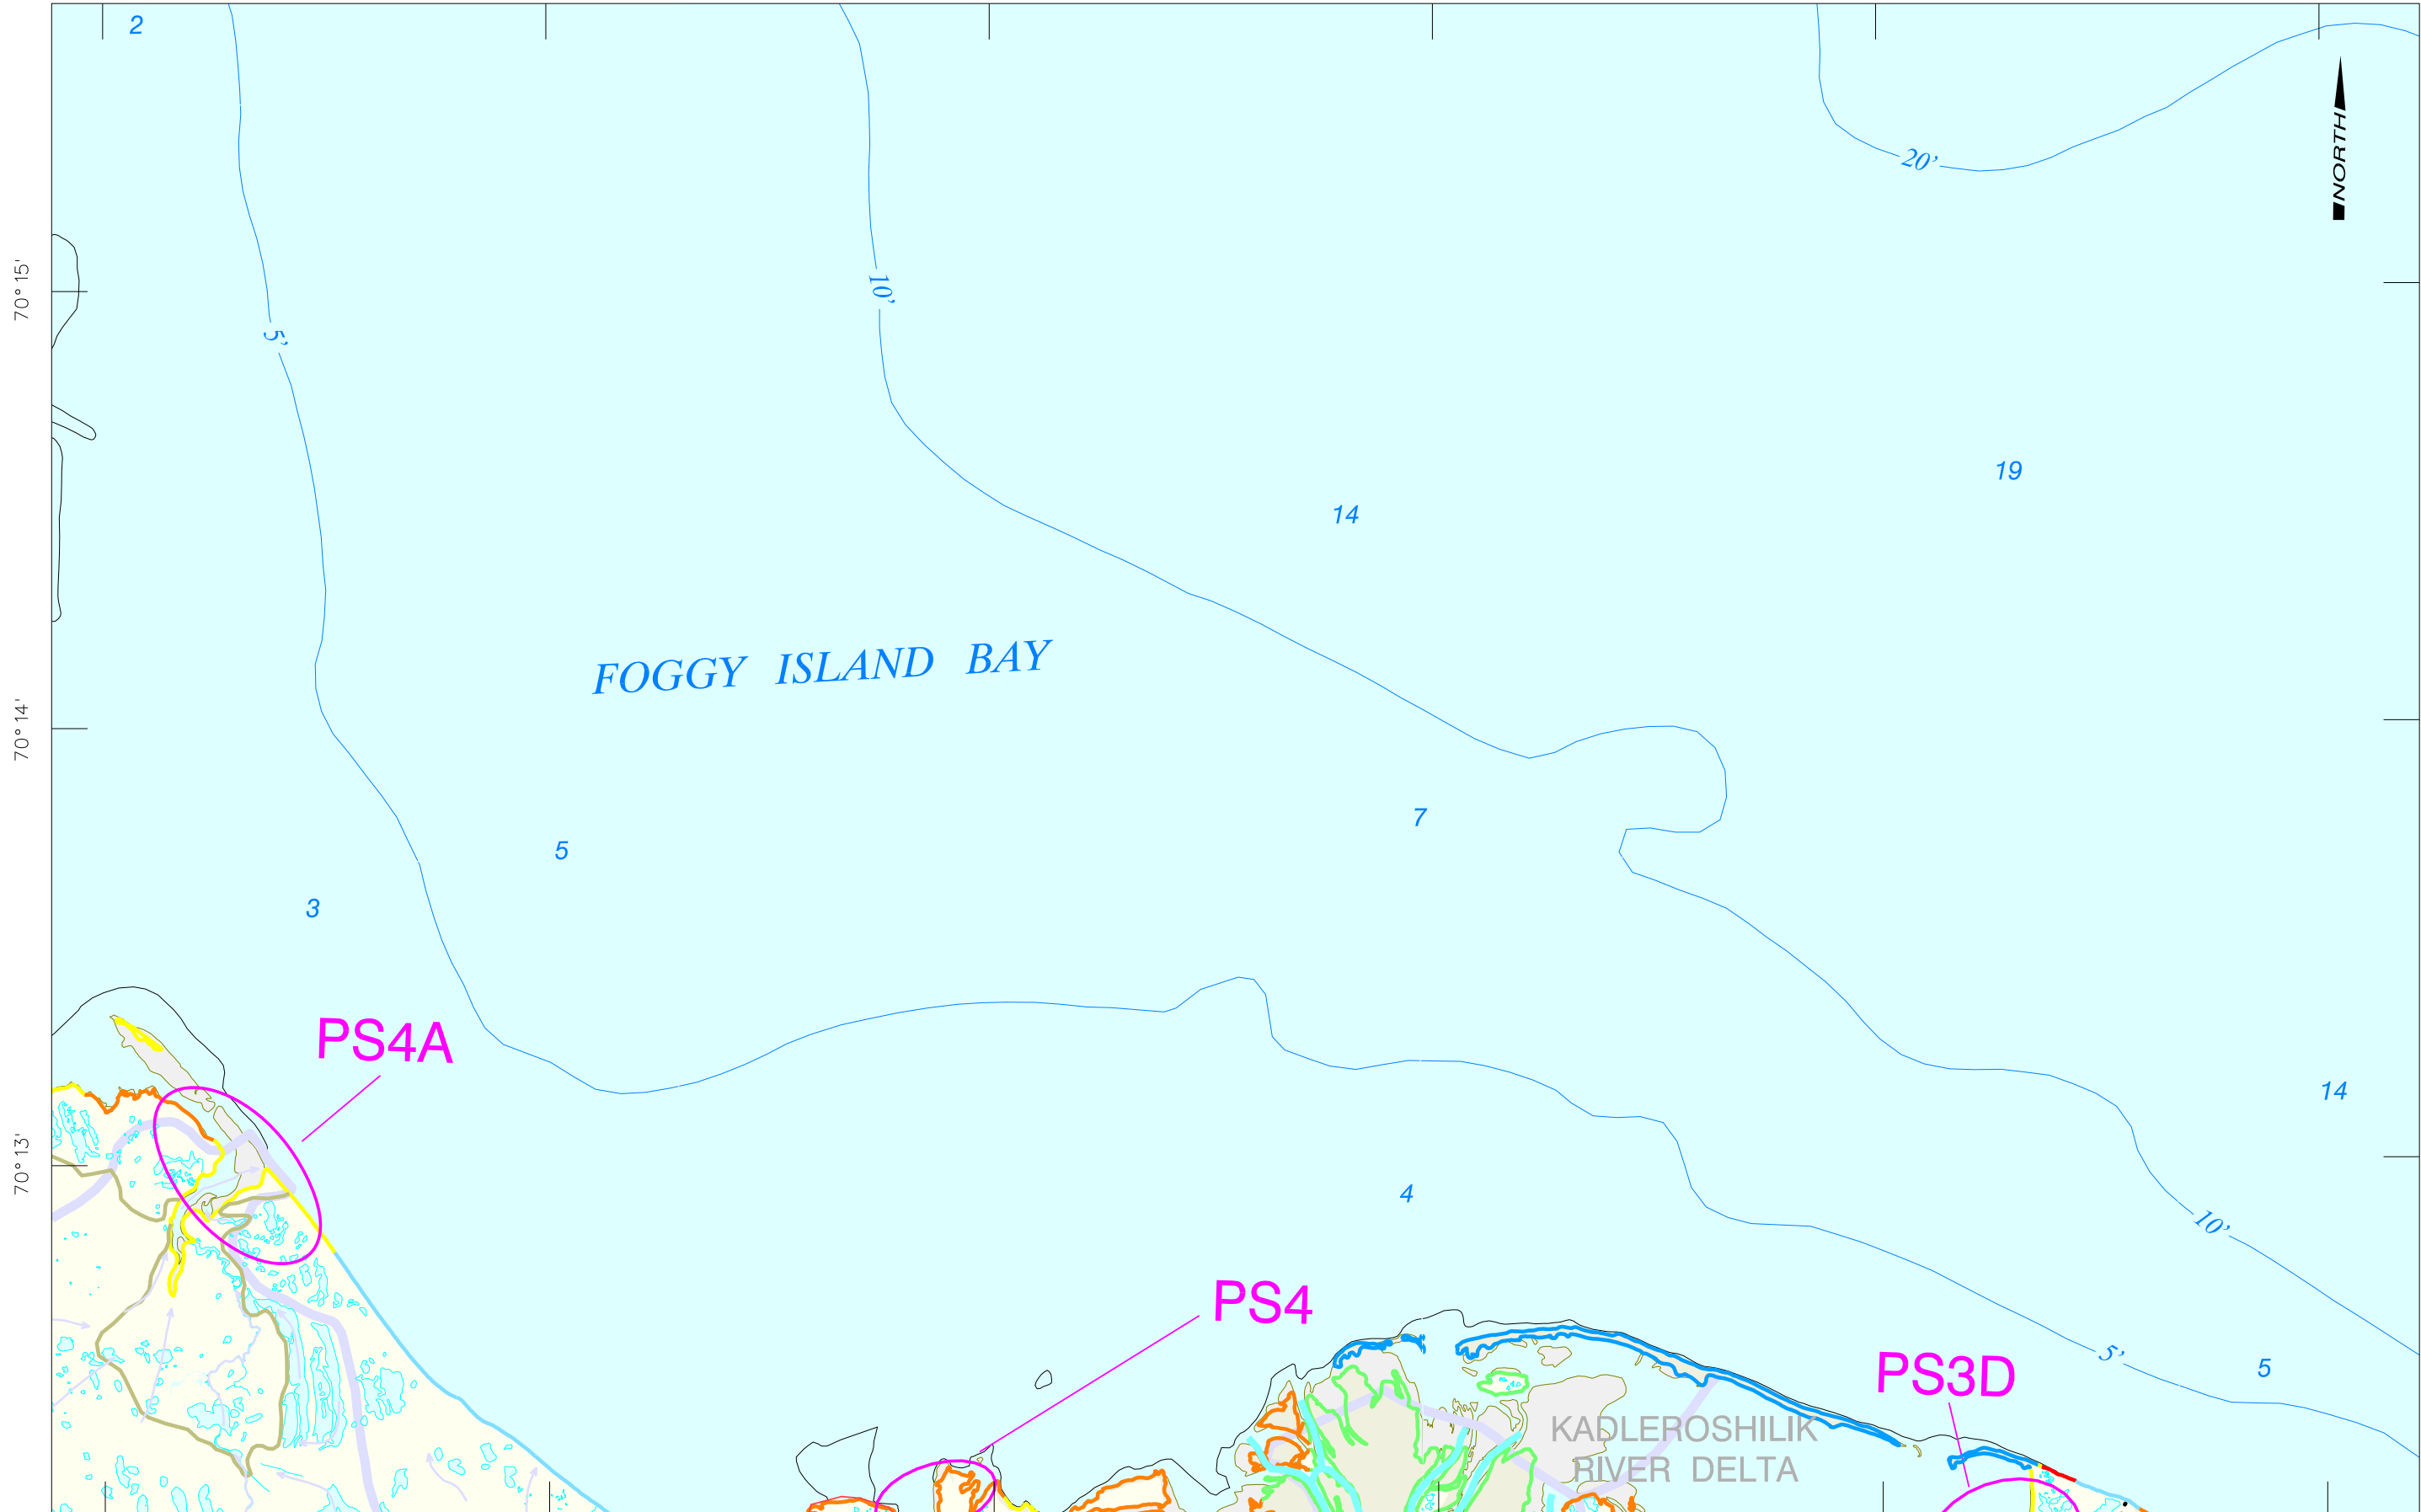 2
NORTH
20'
70° 15'
10'
5'
19
14
FOGGY ISLAND BAY
70° 14'
7
5
3
PS4A
14
70° 13'
4
10'
PS4
5'
5
PS3D
KADLEROSHILIK
RIVER DELTA